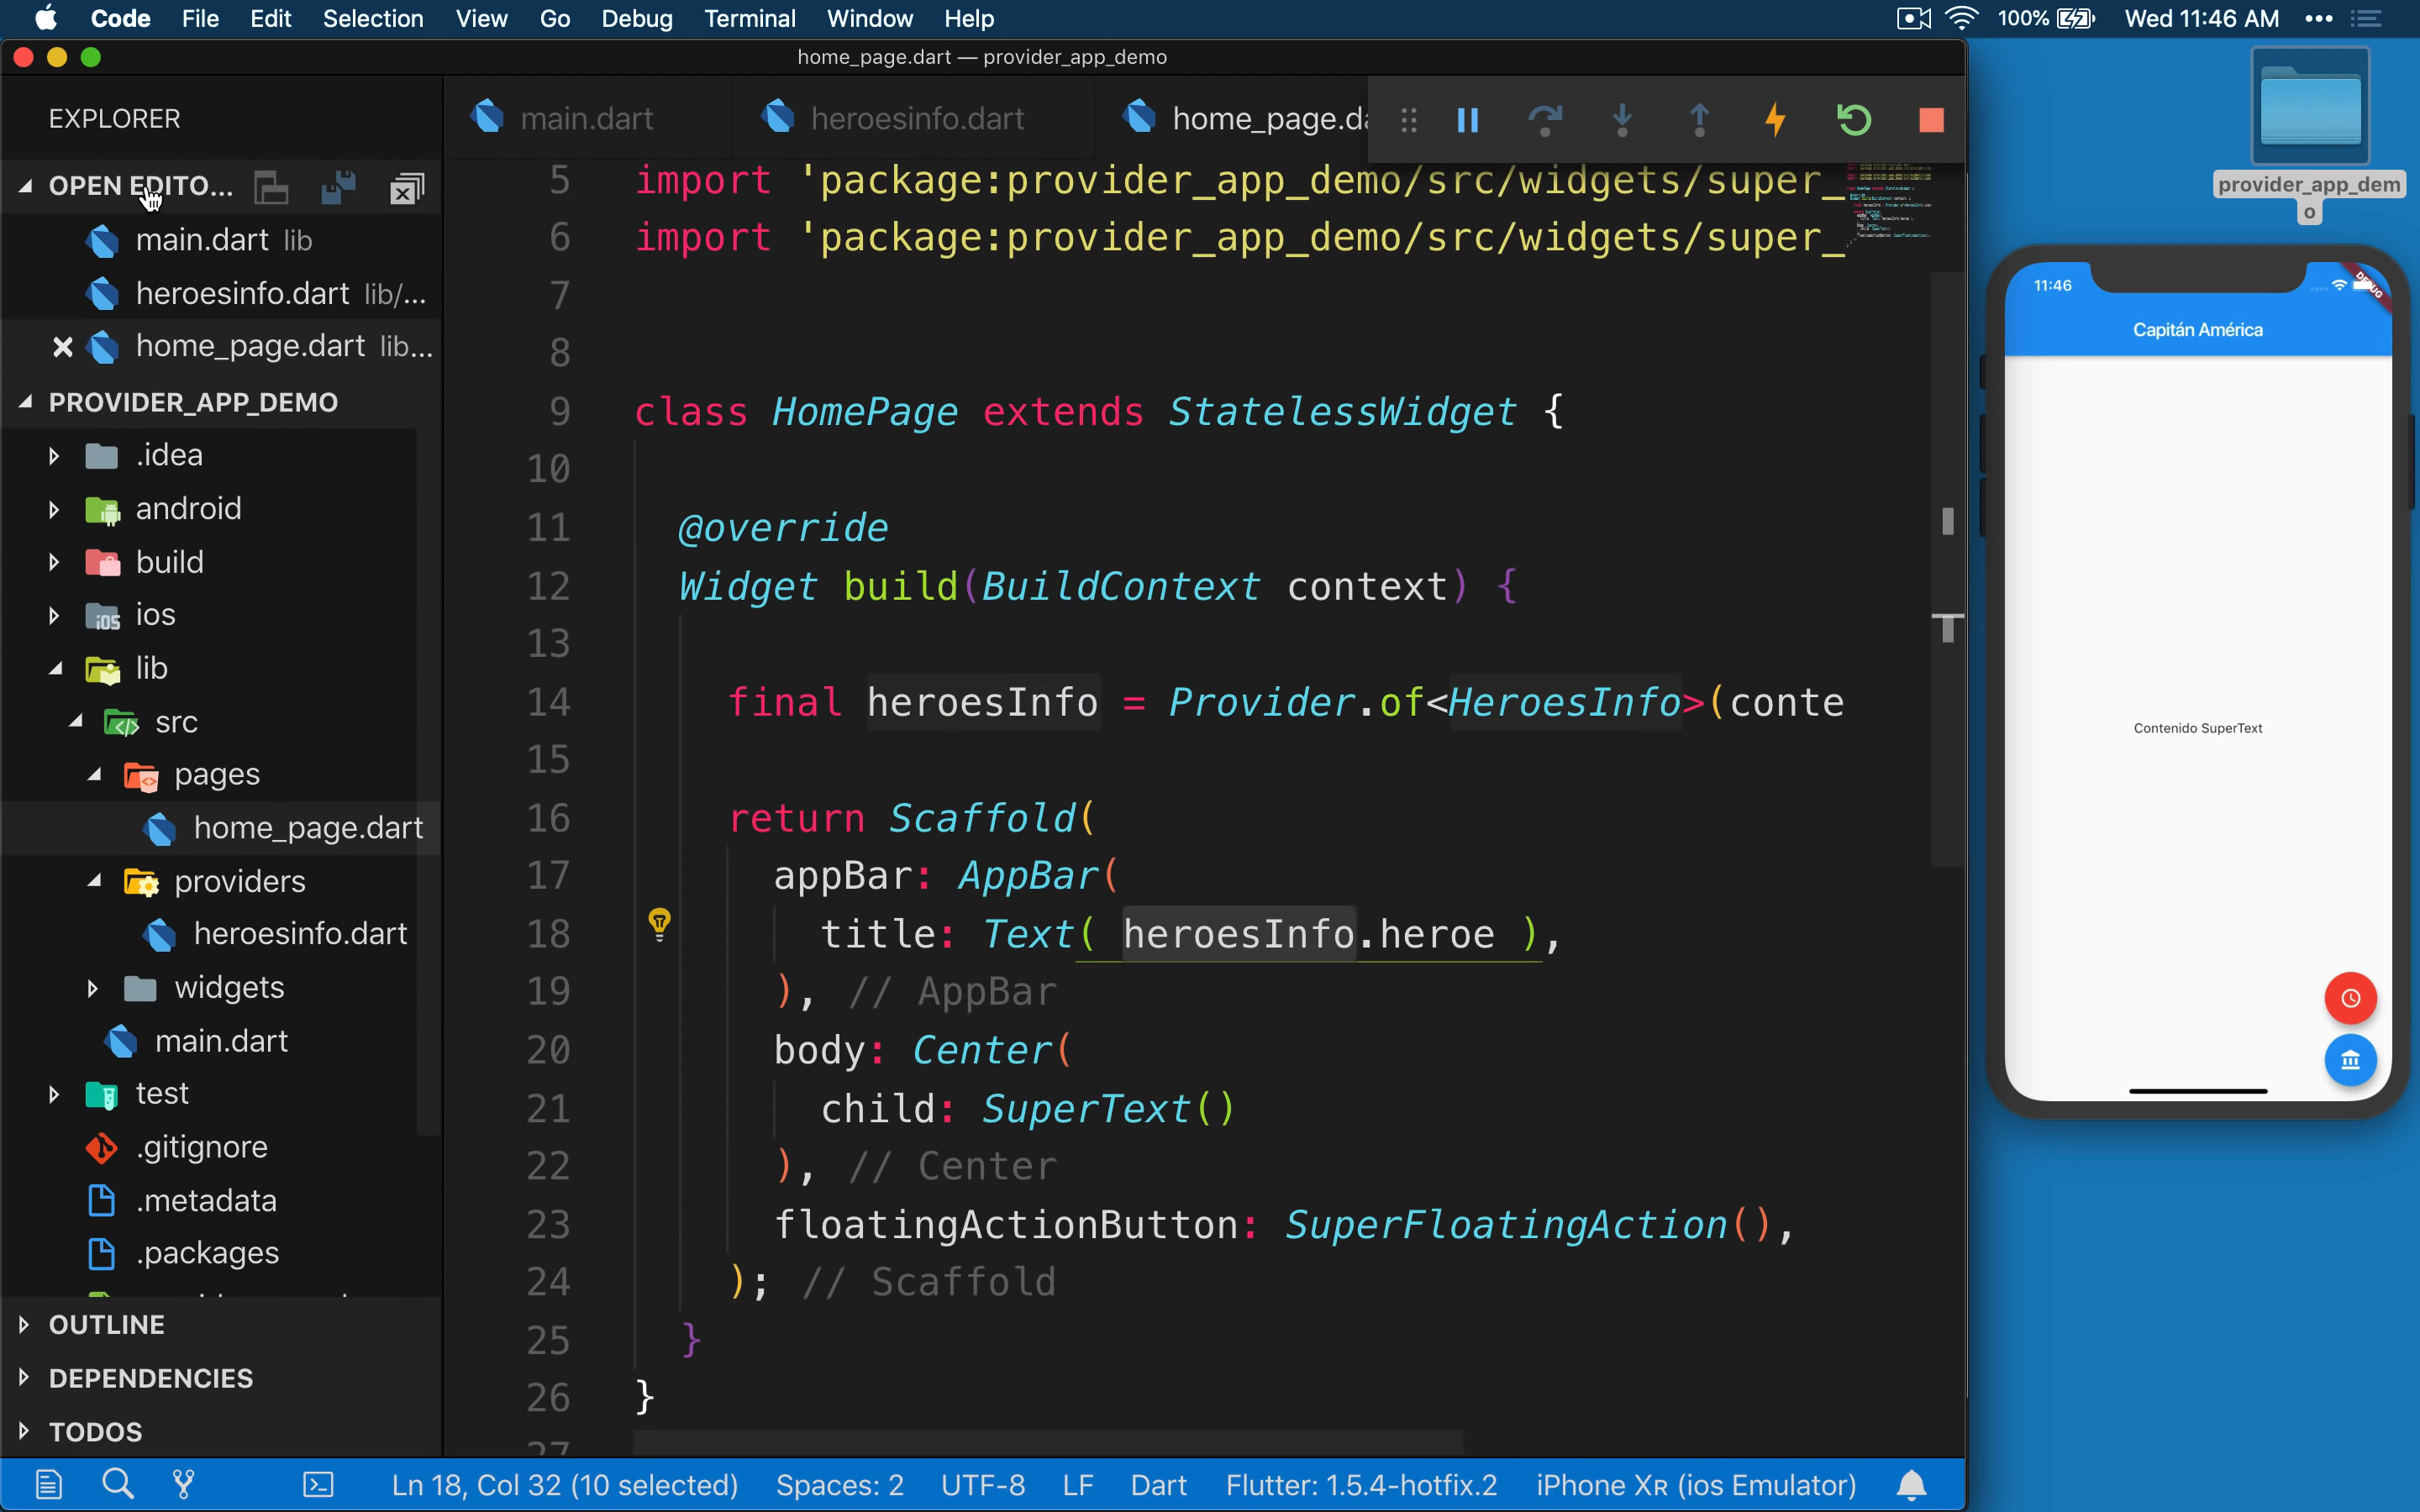 Code File Edit Selection View Go Debug Terminal Window Help 100% Wed 11:46 AM
home_page.dart — provider_app_demo
EXPLORER
OPEN EDITO...
main.dart lib
heroesinfo.dart lib/...
home_page.dart lib...
PROVIDER_APP_DEMO
.idea
android
build
ios
lib
src
pages
home_page.dart
providers
heroesinfo.dart
widgets
main.dart
test
.gitignore
.metadata
.packages
OUTLINE
DEPENDENCIES
TODOS
main.dart heroesinfo.dart home_page.da
5 import 'package:provider_app_demo/src/widgets/super_
6 import 'package:provider_app_demo/src/widgets/super_
7
8
9 class HomePage extends StatelessWidget {
10
11 @override
12 Widget build(BuildContext context) {
13
14 final heroesInfo = Provider.of<HeroesInfo>(conte
15
16 return Scaffold(
17 appBar: AppBar(
18 title: Text( heroesInfo.heroe ),
19 ), // AppBar
20 body: Center(
21 child: SuperText()
22 ), // Center
23 floatingActionButton: SuperFloatingAction(),
24 ); // Scaffold
25 }
26 }
27
Ln 18, Col 32 (10 selected) Spaces: 2 UTF-8 LF Dart Flutter: 1.5.4-hotfix.2 iPhone XR (ios Emulator)
provider_app_dem
o
11:46
DEBUG
Capitán América
Contenido SuperText